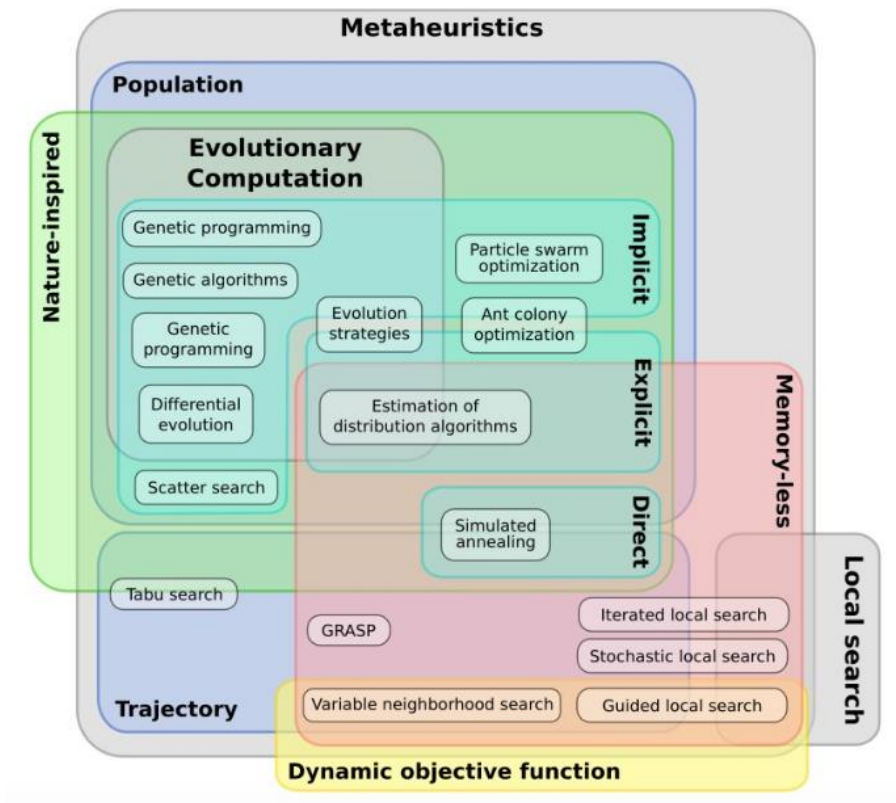 Metaheuristics
Population
Nature-inspired
Evolutionary
Computation
Implicit
Genetic programming
Particle swarm
optimization
Genetic algorithms
Evolution
strategies
Ant colony
optimization
Genetic
programming
Explicit
Memory-less
Differential
evolution
Estimation of
distribution algorithms
Scatter search
Direct
Simulated
annealing
Local search
Tabu search
Iterated local search
GRASP
Stochastic local search
Trajectory
Variable neighborhood search
Guided local search
Dynamic objective function